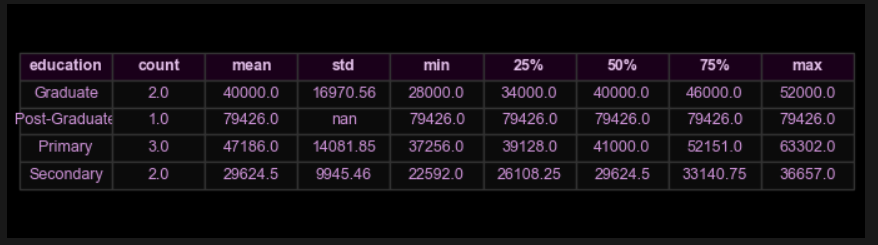 education count mean std min 25% 50% 75% max
Graduate 2.0 40000.0 16970.56 28000.0 34000.0 40000.0 46000.0 52000.0
Post-Graduate 1.0 79426.0 nan 79426.0 79426.0 79426.0 79426.0 79426.0
Primary 3.0 47186.0 14081.85 37256.0 39128.0 41000.0 52151.0 63302.0
Secondary 2.0 29624.5 9945.46 22592.0 26108.25 29624.5 33140.75 36657.0